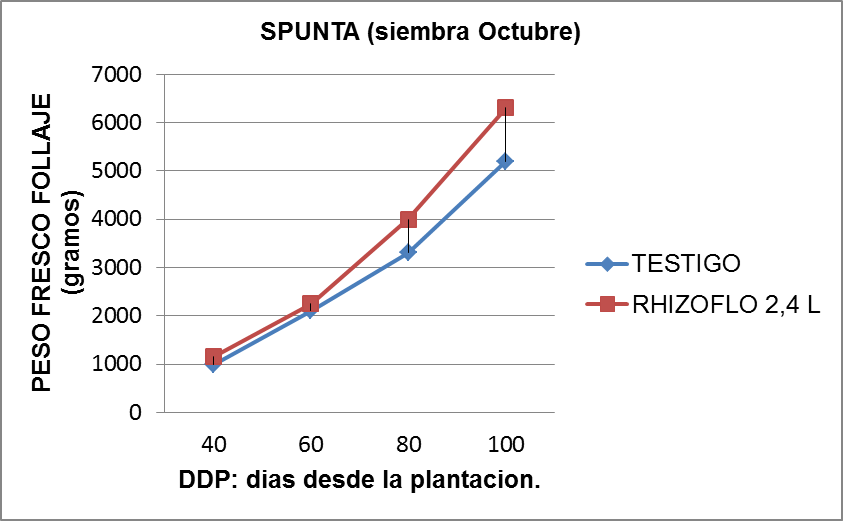 SPUNTA (siembra Octubre)
PESO FRESCO FOLLAJE
(gramos)
7000
6000
5000
4000
3000
2000
1000
0
40 60 80 100
DDP: dias desde la plantacion.
TESTIGO
RHIZOFLO 2,4 L